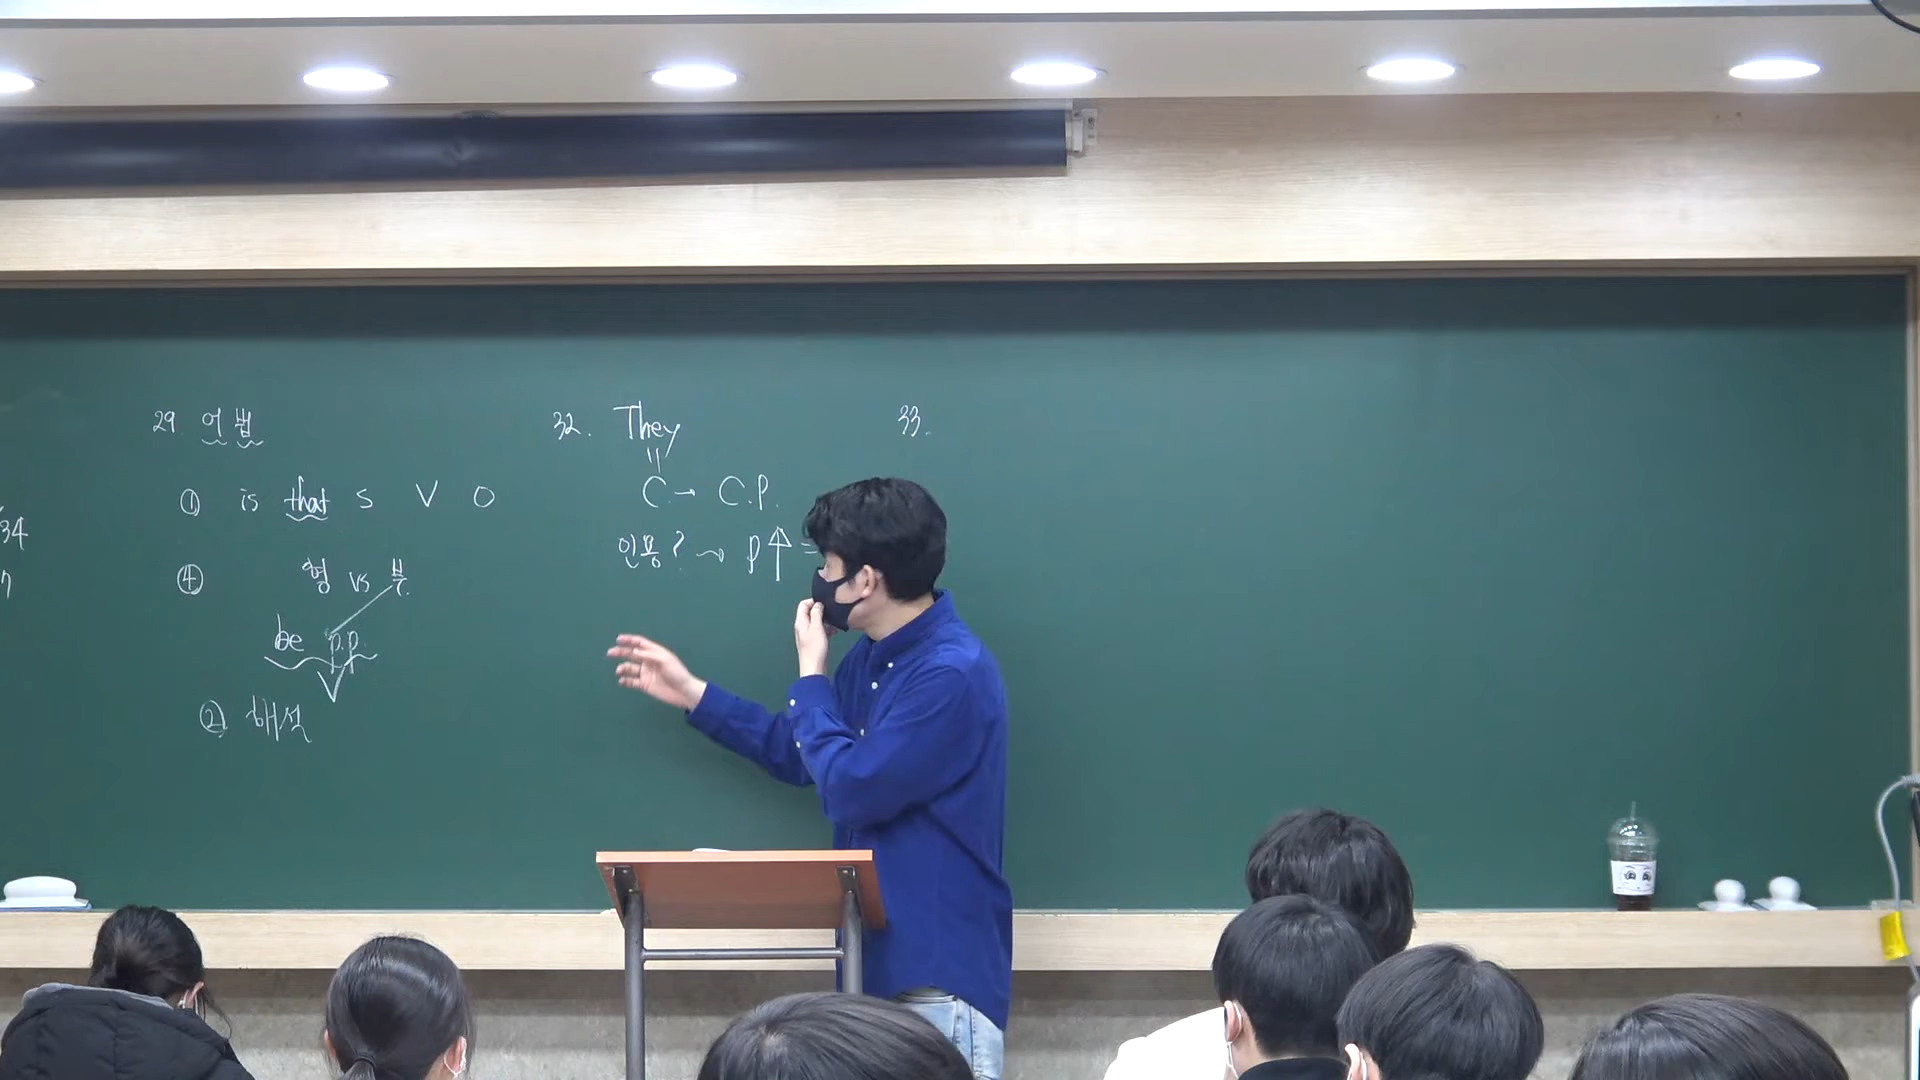 34
7
29. 어법
① is that S V O
④ 형 vs 부.
be p.p.
V
② 해석
32. They
=
C → C.P.
인용? → P↑ =
33.